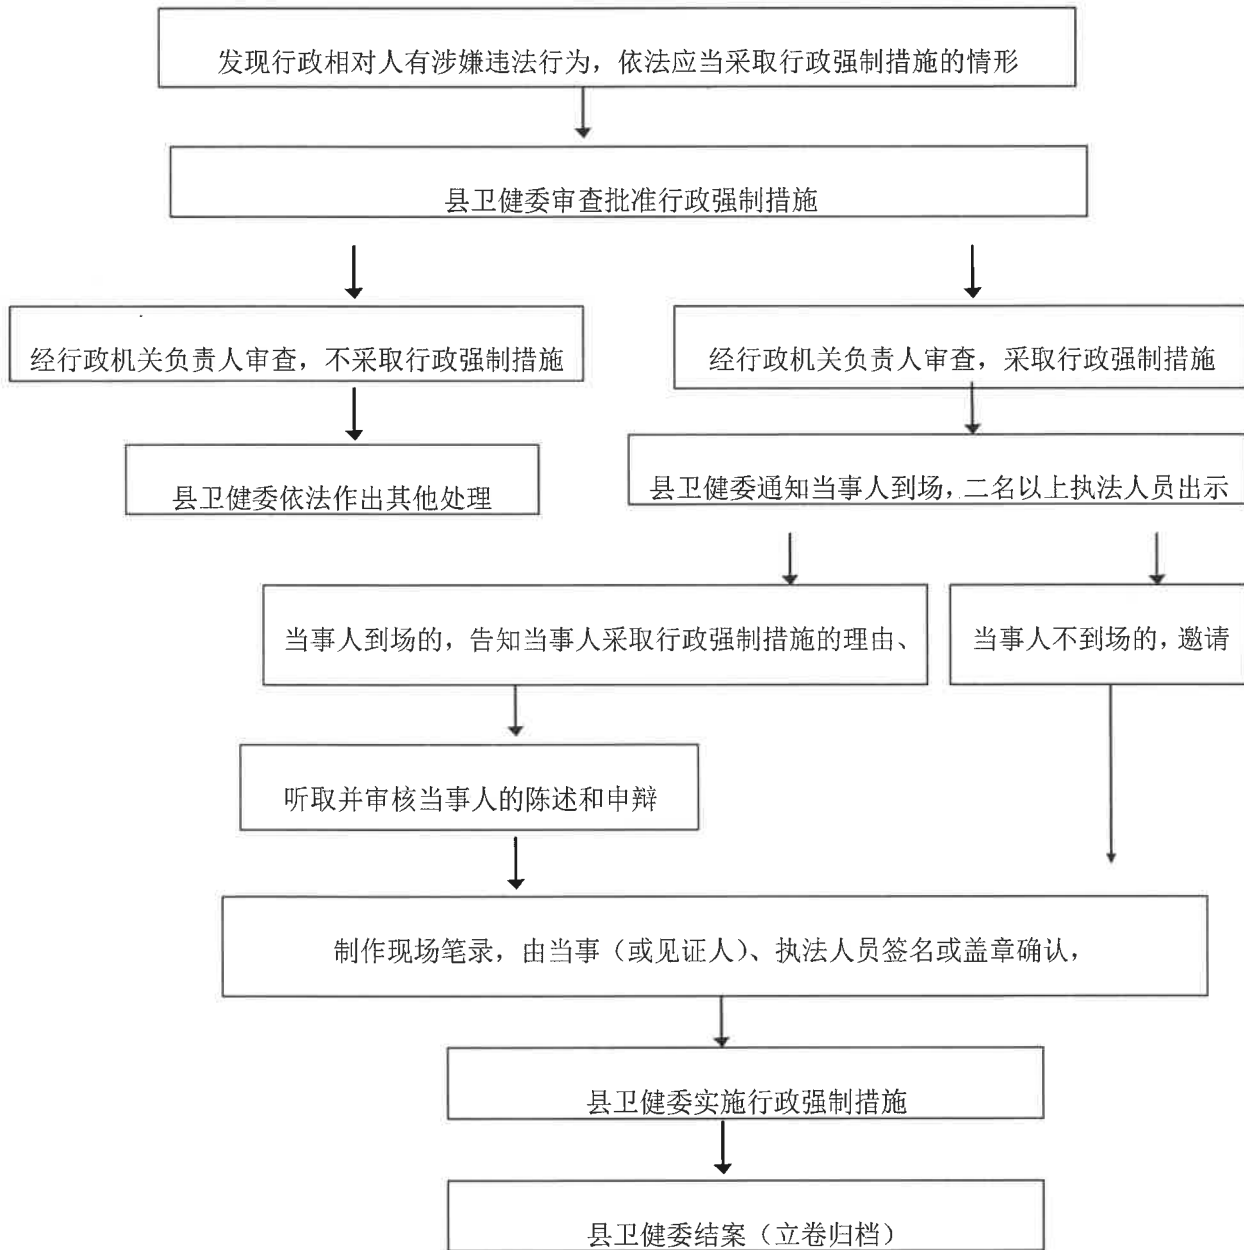 发现行政相对人有涉嫌违法行为，依法应当采取行政强制措施的情形
县卫健委审查批准行政强制措施
经行政机关负责人审查，不采取行政强制措施
经行政机关负责人审查，采取行政强制措施
县卫健委依法作出其他处理
县卫健委通知当事人到场，二名以上执法人员出示
当事人到场的，告知当事人采取行政强制措施的理由、
当事人不到场的，邀请
听取并审核当事人的陈述和申辩
制作现场笔录，由当事（或见证人）、执法人员签名或盖章确认，
县卫健委实施行政强制措施
县卫健委结案（立卷归档）